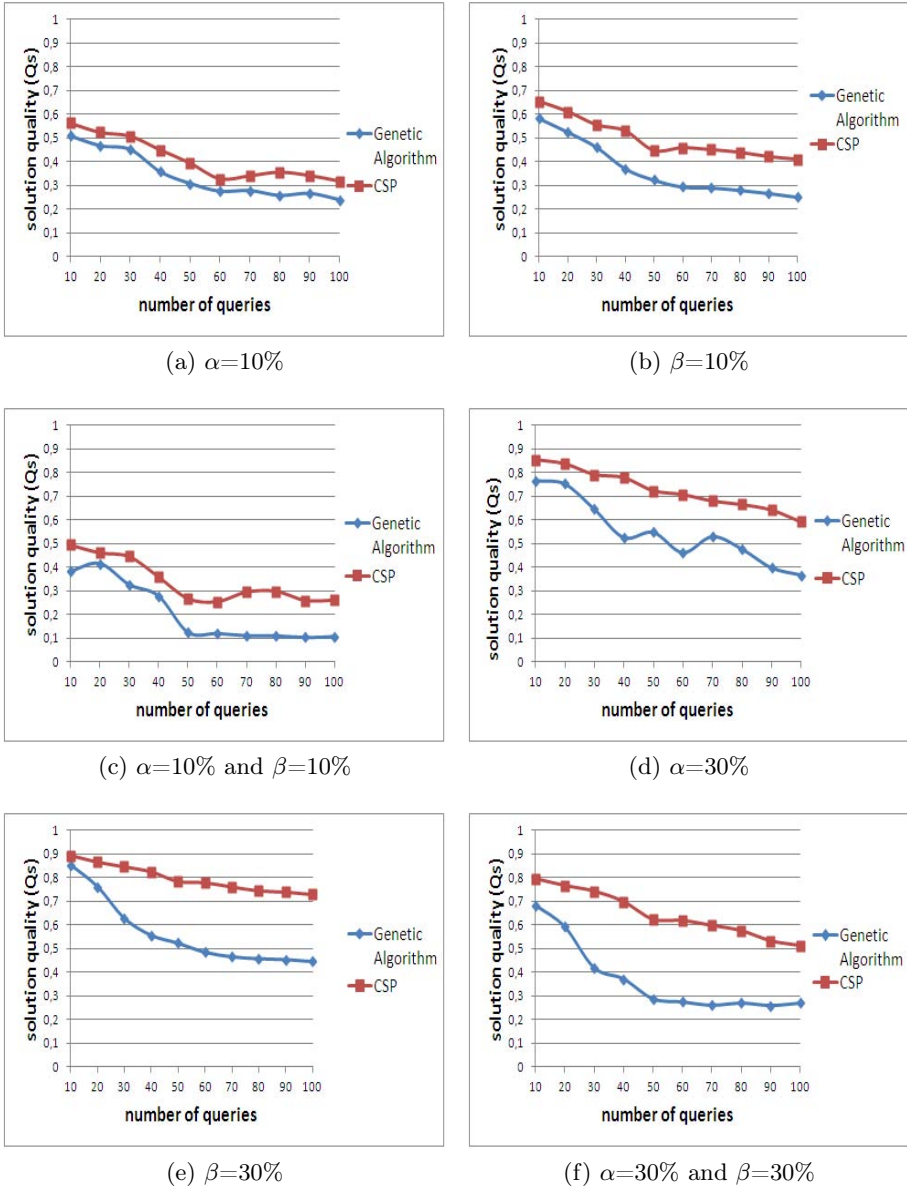 solution quality (Qs)
1
0,9
0,8
0,7
0,6
0,5
0,4
0,3
0,2
0,1
0
10 20 30 40 50 60 70 80 90 100
number of queries
Genetic
Algorithm
CSP
(a) α=10%
solution quality (Qs)
1
0,9
0,8
0,7
0,6
0,5
0,4
0,3
0,2
0,1
0
10 20 30 40 50 60 70 80 90 100
number of queries
Genetic
Algorithm
CSP
(b) β=10%
solution quality (Qs)
1
0,9
0,8
0,7
0,6
0,5
0,4
0,3
0,2
0,1
0
10 20 30 40 50 60 70 80 90 100
number of queries
Genetic
Algorithm
CSP
(c) α=10% and β=10%
solution quality (Qs)
1
0,9
0,8
0,7
0,6
0,5
0,4
0,3
0,2
0,1
0
10 20 30 40 50 60 70 80 90 100
number of queries
Genetic
Algorithm
CSP
(d) α=30%
solution quality (Qs)
1
0,9
0,8
0,7
0,6
0,5
0,4
0,3
0,2
0,1
0
10 20 30 40 50 60 70 80 90 100
number of queries
Genetic
Algorithm
CSP
(e) β=30%
solution quality (Qs)
1
0,9
0,8
0,7
0,6
0,5
0,4
0,3
0,2
0,1
0
10 20 30 40 50 60 70 80 90 100
number of queries
Genetic
Algorithm
CSP
(f) α=30% and β=30%